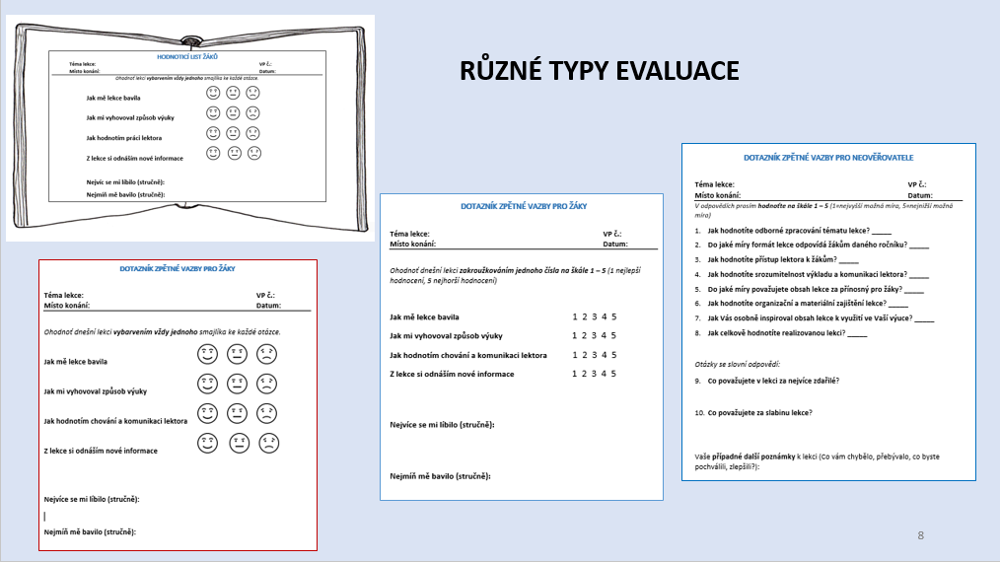 RŮZNÉ TYPY EVALUACE
HODNOTICÍ LIST ŽÁKŮ
Téma lekce: VP č.:
Místo konání: Datum:
Ohodnoť lekci vybarvením vždy jednoho smajlíka ke každé otázce.
Jak mě lekce bavila
Jak mi vyhovoval způsob výuky
Jak hodnotím práci lektora
Z lekce si odnáším nové informace
Nejvíc se mi líbilo (stručně):
Nejmíň mě bavilo (stručně):
DOTAZNÍK ZPĚTNÉ VAZBY PRO ŽÁKY
Téma lekce: VP č.:
Místo konání: Datum:
Ohodnoť dnešní lekci vybarvením vždy jednoho smajlíka ke každé otázce.
Jak mě lekce bavila
Jak mi vyhovoval způsob výuky
Jak hodnotím chování a komunikaci lektora
Z lekce si odnáším nové informace
Nejvíce se mi líbilo (stručně):
Nejmíň mě bavilo (stručně):
DOTAZNÍK ZPĚTNÉ VAZBY PRO ŽÁKY
Téma lekce: VP č.:
Místo konání: Datum:
Ohodnoť dnešní lekci zakroužkováním jednoho čísla na škále 1 – 5 (1 nejlepší
hodnocení, 5 nejhorší hodnocení)
Jak mě lekce bavila 1 2 3 4 5
Jak mi vyhovoval způsob výuky 1 2 3 4 5
Jak hodnotím chování a komunikaci lektora 1 2 3 4 5
Z lekce si odnáším nové informace 1 2 3 4 5
Nejvíce se mi líbilo (stručně):
Nejmíň mě bavilo (stručně):
DOTAZNÍK ZPĚTNÉ VAZBY PRO NEOVĚŘOVATELE
Téma lekce: VP č.:
Místo konání: Datum:
V odpovědích prosím hodnoťte na škále 1 – 5 (1=nejvyšší možná míra, 5=nejnižší možná
míra)
1. Jak hodnotíte odborné zpracování tématu lekce? _____
2. Do jaké míry formát lekce odpovídá žákům daného ročníku? _____
3. Jak hodnotíte přístup lektora k žákům? _____
4. Jak hodnotíte srozumitelnost výkladu a komunikaci lektora? _____
5. Do jaké míry považujete obsah lekce za přínosný pro žáky? _____
6. Jak hodnotíte organizační a materiální zajištění lekce? _____
7. Jak Vás osobně inspiroval obsah lekce k využití ve Vaší výuce? _____
8. Jak celkově hodnotíte realizovanou lekci? _____
Otázky se slovní odpovědí:
9. Co považujete v lekci za nejvíce zdařilé?
10. Co považujete za slabinu lekce?
Vaše případné další poznámky k lekci (Co vám chybělo, přebývalo, co byste
pochválili, zlepšili?):
8